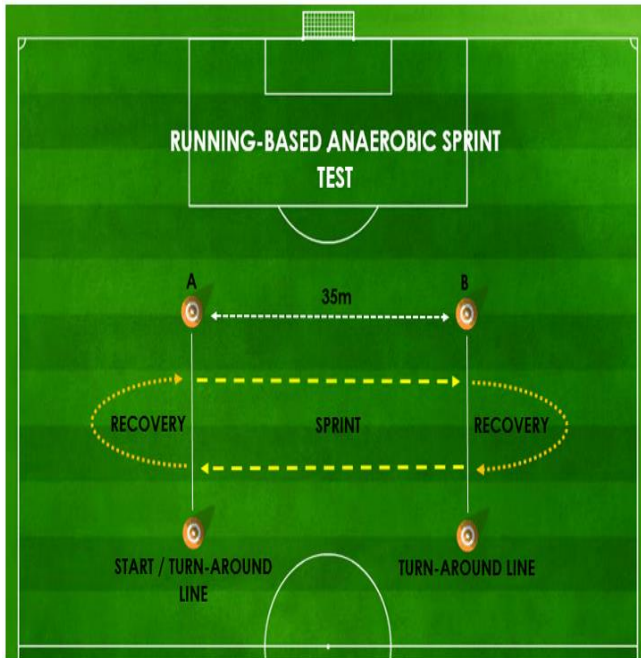 RUNNING-BASED ANAEROBIC SPRINT
TEST
A
B
35m
RECOVERY
SPRINT
RECOVERY
START / TURN-AROUND
LINE
TURN-AROUND LINE